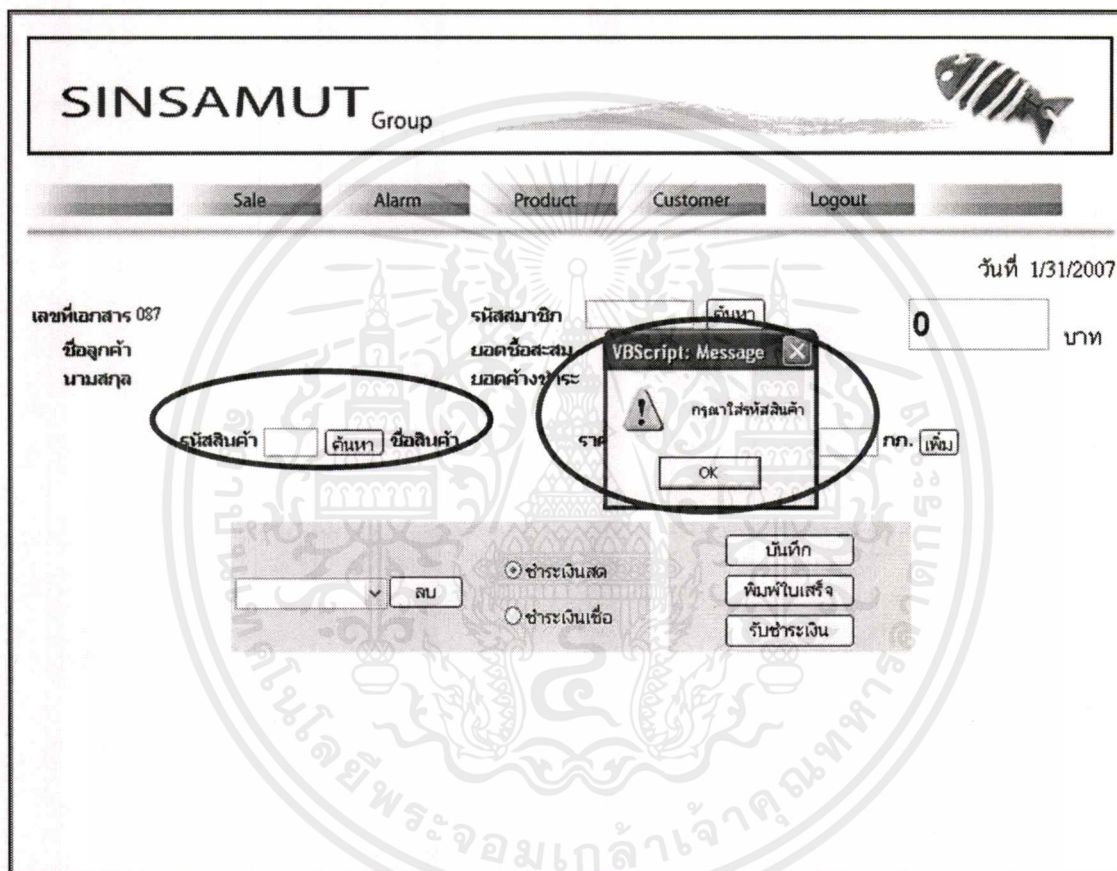 SINSAMUT Group
Sale Alarm Product Customer Logout
วันที่ 1/31/2007
เลขที่เอกสาร 087 รหัสสมาชิก ค้นหา 0 บาท
ชื่อลูกค้า ยอดซื้อสะสม
นามสกุล ยอดค้างชำระ
VBScript: Message
กรุณาใส่รหัสสินค้า
OK
รหัสสินค้า ค้นหา ชื่อสินค้า กก. เพิ่ม
ลบ
ชำระเงินสด
ชำระเงินเชื่อ
บันทึก
พิมพ์ใบเสร็จ
รับชำระเงิน